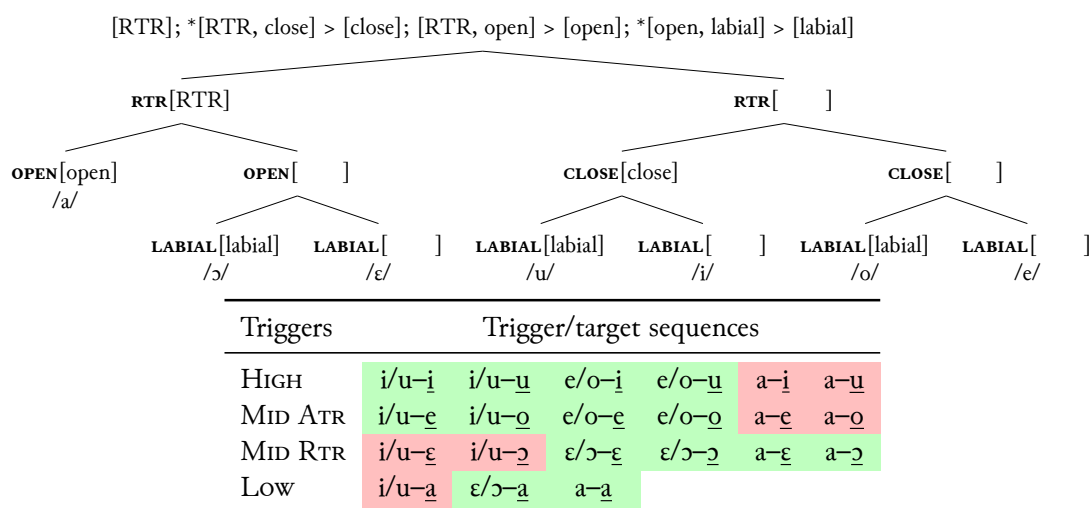 [RTR]; *[RTR, close] > [close]; [RTR, open] > [open]; *[open, labial] > [labial]
RTR[RTR] RTR[ ]
OPEN[open] OPEN[ ] CLOSE[close] CLOSE[ ]
/a/
LABIAL[labial] LABIAL[ ] LABIAL[labial] LABIAL[ ] LABIAL[labial] LABIAL[ ]
/ɔ/ /ɛ/ /u/ /i/ /o/ /e/
Triggers Trigger/target sequences
High i/u–i i/u–u e/o–i e/o–u a–i a–u
Mid Atr i/u–e i/u–o e/o–e e/o–o a–e a–o
Mid Rtr i/u–ɛ i/u–ɔ ɛ/ɔ–ɛ ɛ/ɔ–ɔ a–ɛ a–ɔ
Low i/u–a ɛ/ɔ–a a–a